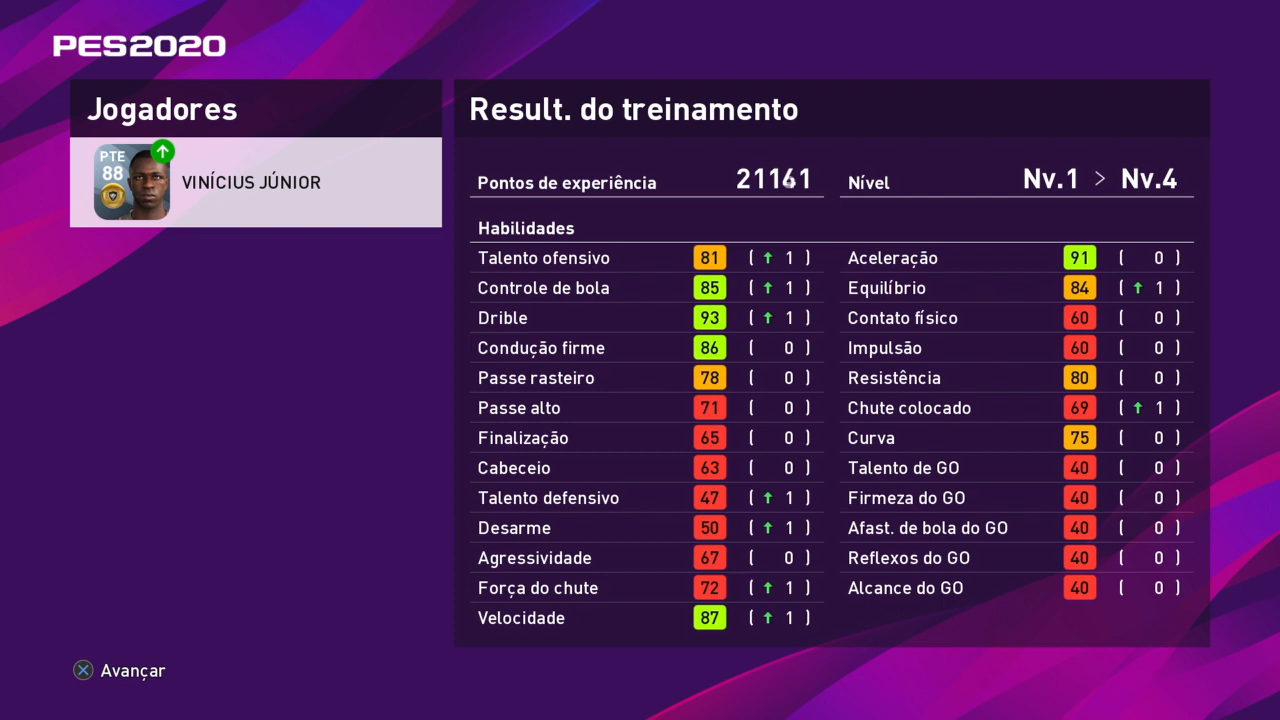 PES2020
Jogadores
PTE
88
VINÍCIUS JÚNIOR
Result. do treinamento
Pontos de experiência 21161 Nível Nv.1 > Nv.4
Habilidades
Talento ofensivo 81 ( ↑ 1 ) Aceleração 91 ( 0 )
Controle de bola 85 ( ↑ 1 ) Equilíbrio 84 ( ↑ 1 )
Drible 93 ( ↑ 1 ) Contato físico 60 ( 0 )
Condução firme 86 ( 0 ) Impulsão 60 ( 0 )
Passe rasteiro 78 ( 0 ) Resistência 80 ( 0 )
Passe alto 71 ( 0 ) Chute colocado 69 ( ↑ 1 )
Finalização 65 ( 0 ) Curva 75 ( 0 )
Cabeceio 63 ( 0 ) Talento de GO 40 ( 0 )
Talento defensivo 47 ( ↑ 1 ) Firmeza do GO 40 ( 0 )
Desarme 50 ( ↑ 1 ) Afast. de bola do GO 40 ( 0 )
Agressividade 67 ( 0 ) Reflexos do GO 40 ( 0 )
Força do chute 72 ( ↑ 1 ) Alcance do GO 40 ( 0 )
Velocidade 87 ( ↑ 1 )
Avançar